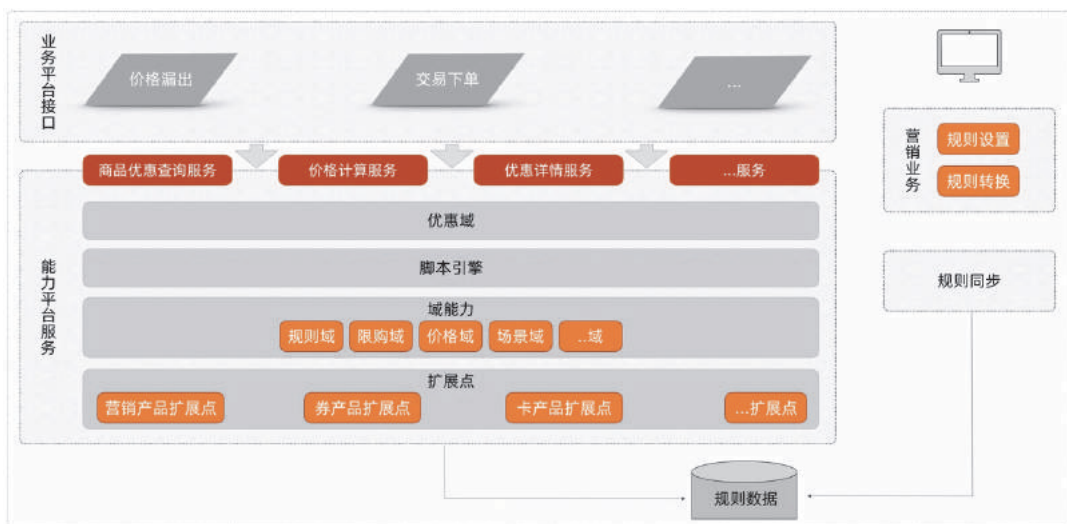 业务平台接口
价格漏出
交易下单
...
商品优惠查询服务
价格计算服务
优惠详情服务
...服务
能力平台服务
优惠域
脚本引擎
域能力
规则域
限购域
价格域
场景域
..域
扩展点
营销产品扩展点
券产品扩展点
卡产品扩展点
...扩展点
营销业务
规则设置
规则转换
规则同步
规则数据